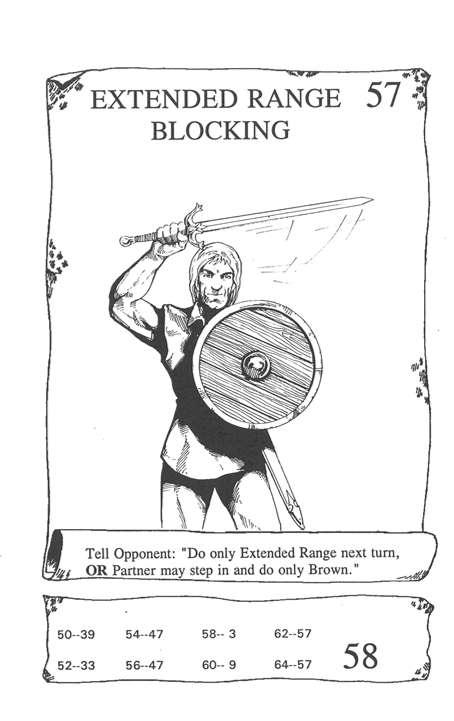 EXTENDED RANGE 57
BLOCKING
Tell Opponent: "Do only Extended Range next turn,
OR Partner may step in and do only Brown."
50--39 54--47 58-- 3 62--57
52--33 56--47 60-- 9 64--57
58